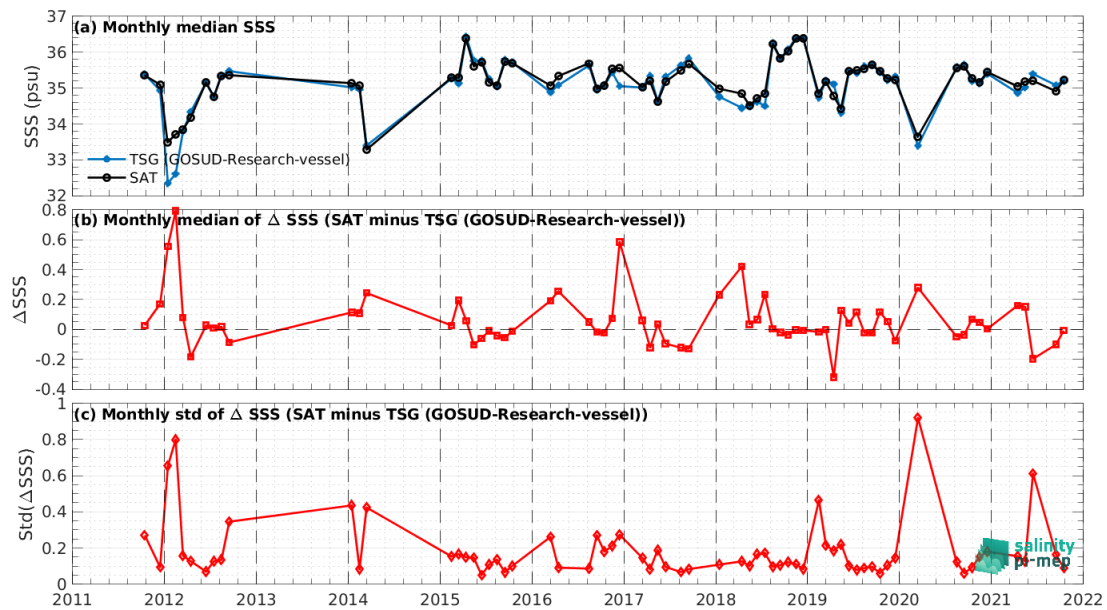 (a) Monthly median SSS
SSS (psu)
37
36
35
34
33
32
TSG (GOSUD-Research-vessel)
SAT
(b) Monthly median of Δ SSS (SAT minus TSG (GOSUD-Research-vessel))
ΔSSS
0.8
0.6
0.4
0.2
0
-0.2
-0.4
(c) Monthly std of Δ SSS (SAT minus TSG (GOSUD-Research-vessel))
Std(ΔSSS)
1
0.8
0.6
0.4
0.2
0
salinity
pi-mep
2011 2012 2013 2014 2015 2016 2017 2018 2019 2020 2021 2022